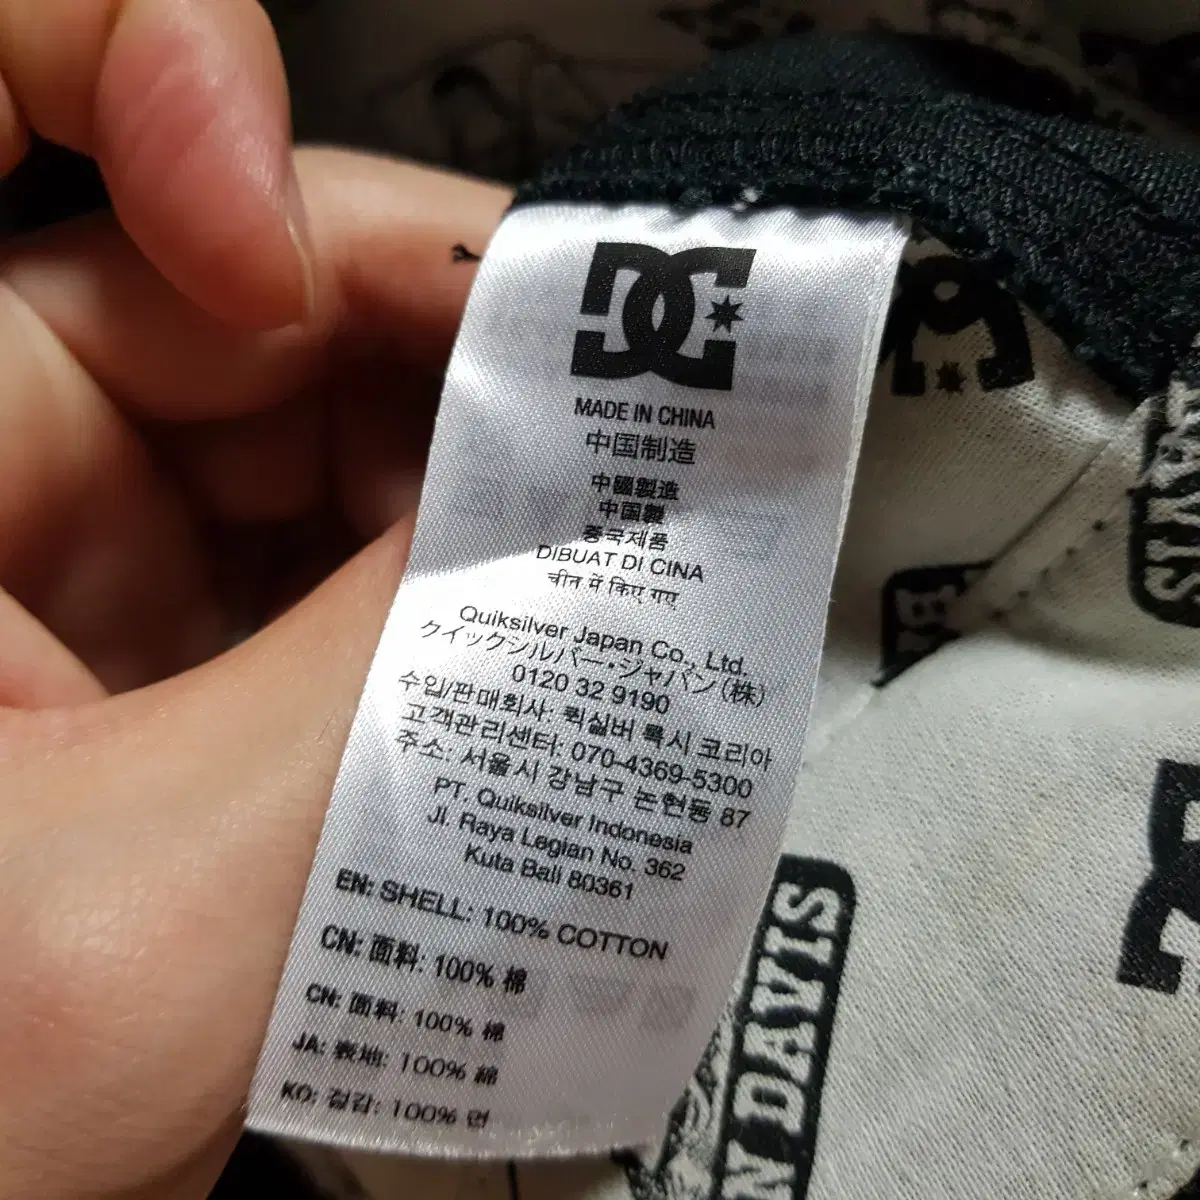 DC
MADE IN CHINA
中国制造
中國製造
中国製
중국제품
DIBUAT DI CINA
चीन में किए गए
Quiksilver Japan Co., Ltd.
クイックシルバー・ジャパン(株)
0120 32 9190
수입/판매회사: 퀵실버 록시 코리아
고객관리센터: 070-4369-5300
주소: 서울시 강남구 논현동 87
PT. Quiksilver Indonesia
Jl. Raya Legian No. 362
Kuta Bali 80361
EN: SHELL: 100% COTTON
CN: 面料: 100% 棉
CN: 面料: 100% 棉
JA: 表地: 100% 綿
KO: 겉감: 100% 면
DAVIS
BEN
N DAVIS